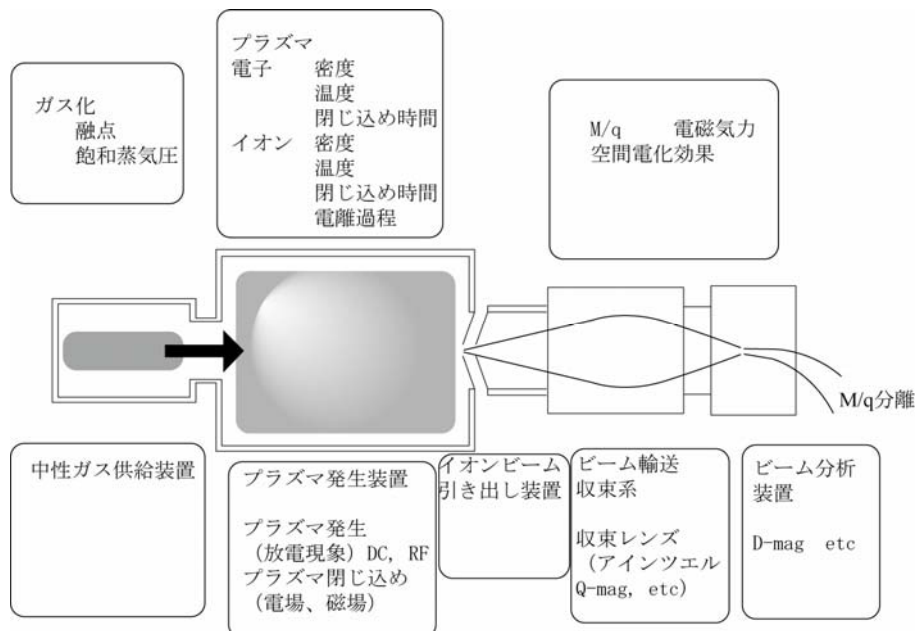 ガス化
融点
飽和蒸気圧
プラズマ
電子 密度
温度
閉じ込め時間
イオン 密度
温度
閉じ込め時間
電離過程
M/q 電磁気力
空間電化効果
M/q分離
中性ガス供給装置
プラズマ発生装置
プラズマ発生
(放電現象) DC, RF
プラズマ閉じ込め
(電場、磁場)
イオンビーム
引き出し装置
ビーム輸送
収束系
収束レンズ
(アインツエル
Q-mag, etc)
ビーム分析
装置
D-mag etc